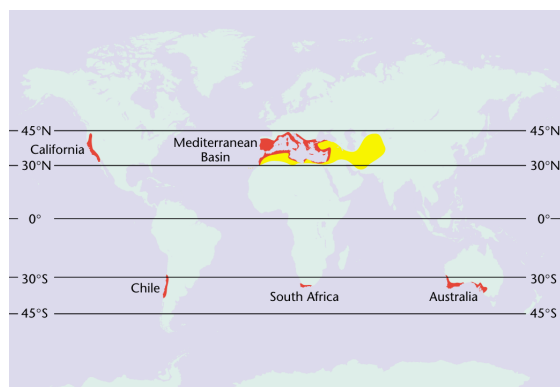 45°N
45°N
California
Mediterranean
Basin
30°N
30°N
0°
0°
30°S
30°S
Chile
South Africa
Australia
45°S
45°S